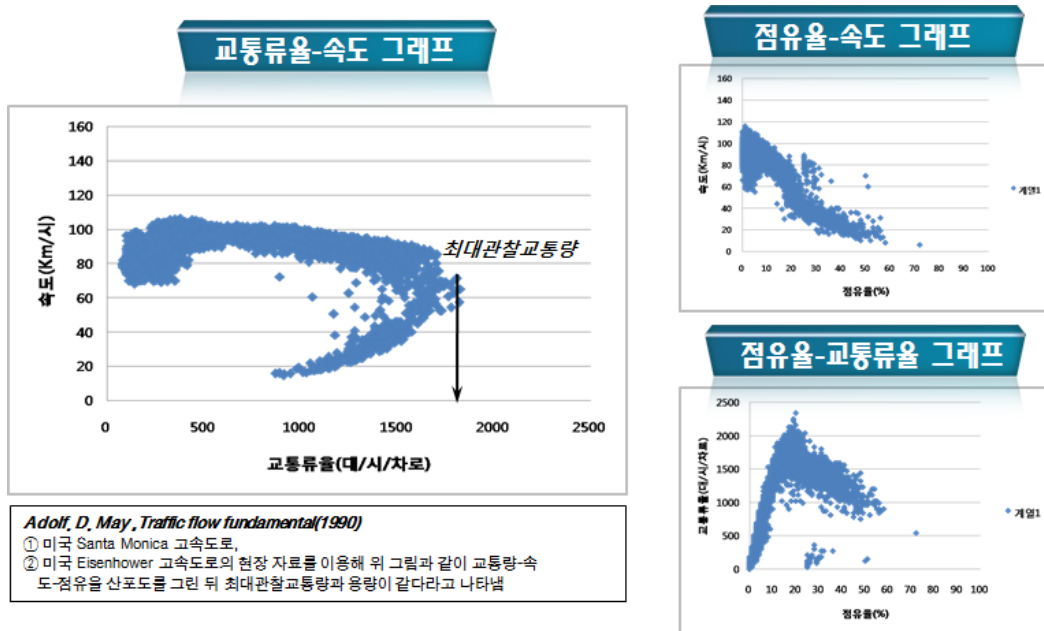 교통류율-속도 그래프
160
140
120
100
80
60
40
20
0
속도(Km/시)
최대관찰교통량
0 500 1000 1500 2000 2500
교통류율(대/시/차로)
Adolf, D, May ,Traffic flow fundamental(1990)
① 미국 Santa Monica 고속도로,
② 미국 Eisenhower 고속도로의 현장 자료를 이용해 위 그림과 같이 교통량-속
도-점유율 산포도를 그린 뒤 최대관찰교통량과 용량이 같다라고 나타냄
점유율-속도 그래프
160
140
120
100
80
60
40
20
0
속도(Km/시)
0 10 20 30 40 50 60 70 80 90 100
점유율(%)
계열1
점유율-교통류율 그래프
2500
2000
1500
1000
500
0
교통류율(대/시/차로)
0 10 20 30 40 50 60 70 80 90 100
점유율(%)
계열1